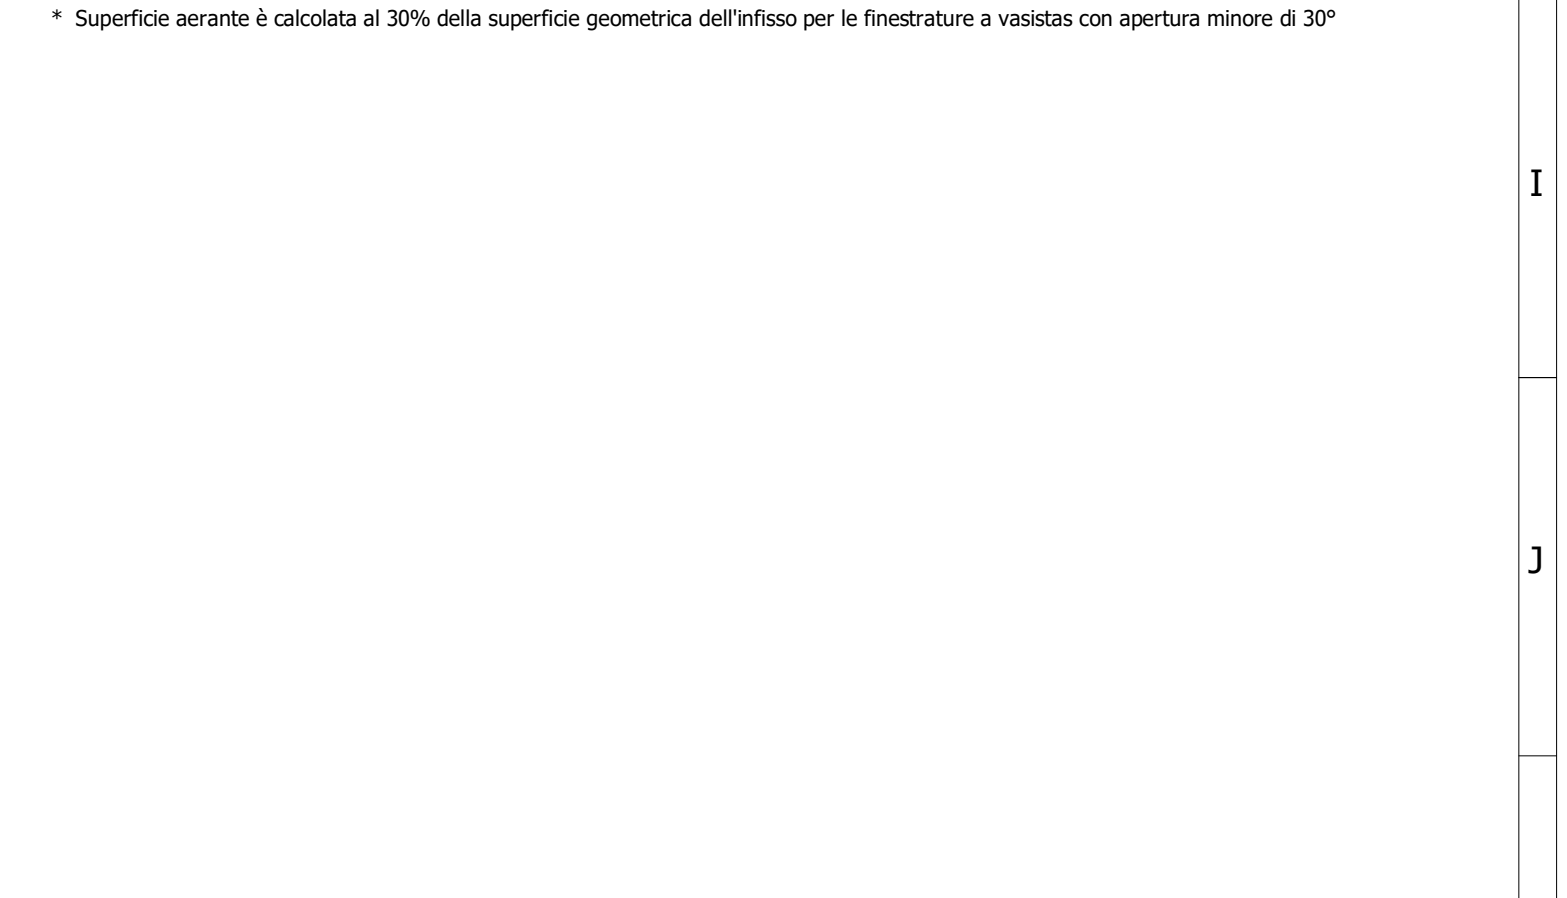 * Superficie aerante è calcolata al 30% della superficie geometrica dell'infisso per le finestrature a vasistas con apertura minore di 30°
I
J